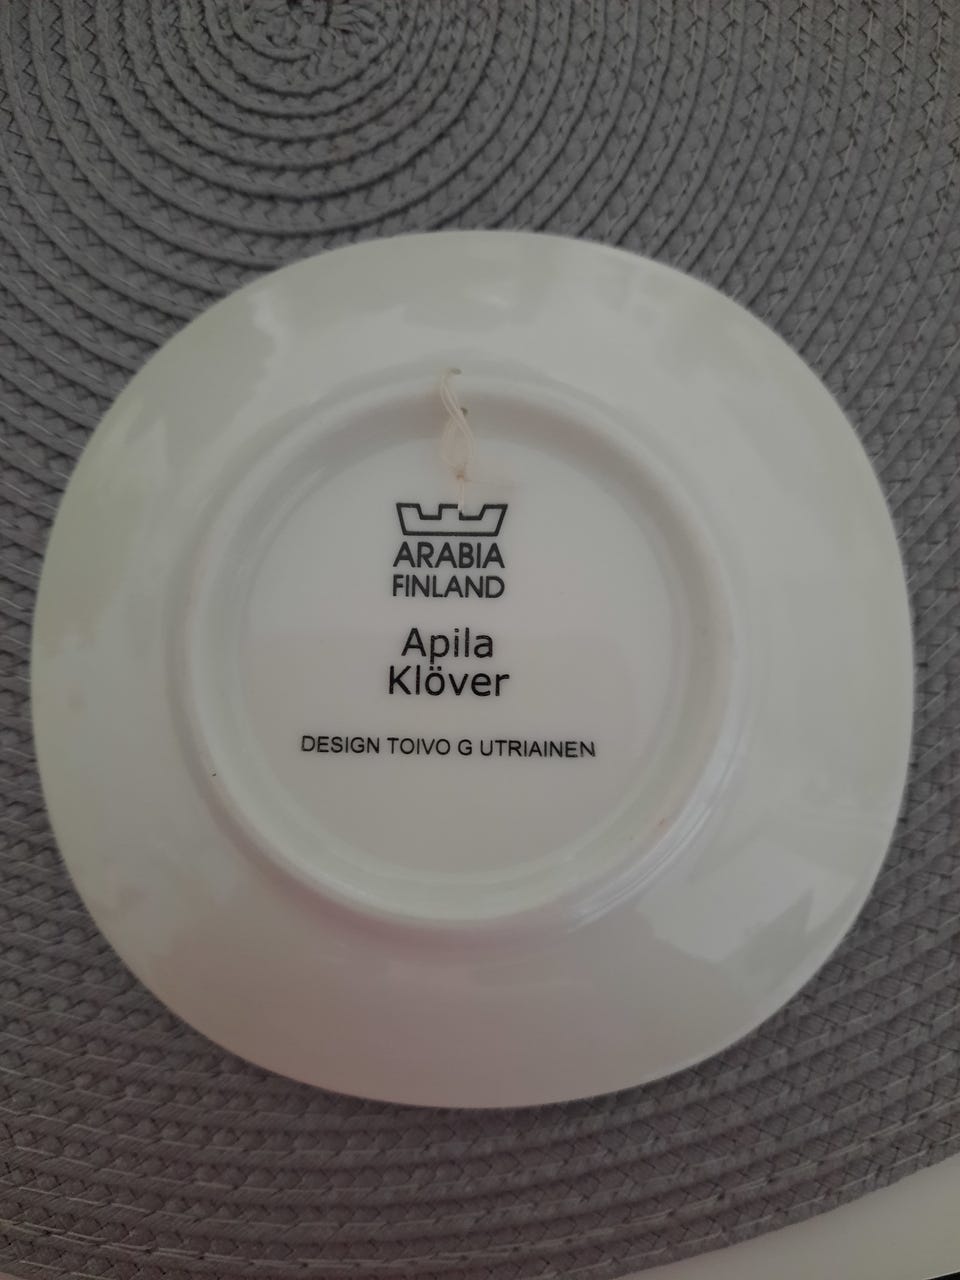 ARABIA
FINLAND
Apila
Klöver
DESIGN TOIVO G UTRIAINEN